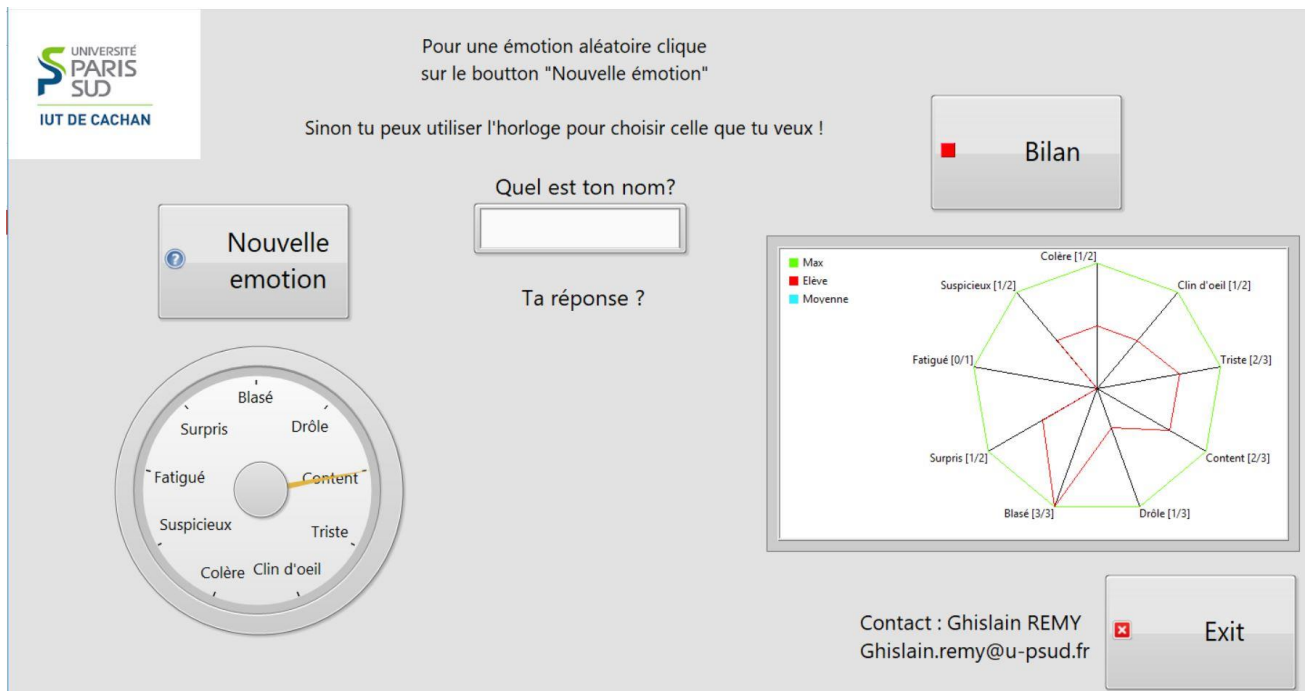 UNIVERSITÉ
PARIS
SUD
IUT DE CACHAN
Pour une émotion aléatoire clique
sur le boutton "Nouvelle émotion"
Sinon tu peux utiliser l'horloge pour choisir celle que tu veux !
Bilan
Quel est ton nom?
Nouvelle
emotion
Ta réponse ?
Max
Elève
Moyenne
Colère [1/2]
Clin d'oeil [1/2]
Suspicieux [1/2]
Triste [2/3]
Fatigué [0/1]
Content [2/3]
Surpris [1/2]
Drôle [1/3]
Blasé [3/3]
Blasé
Drôle
Surpris
Content
Fatigué
Triste
Suspicieux
Clin d'oeil
Colère
Contact : Ghislain REMY
Ghislain.remy@u-psud.fr
Exit